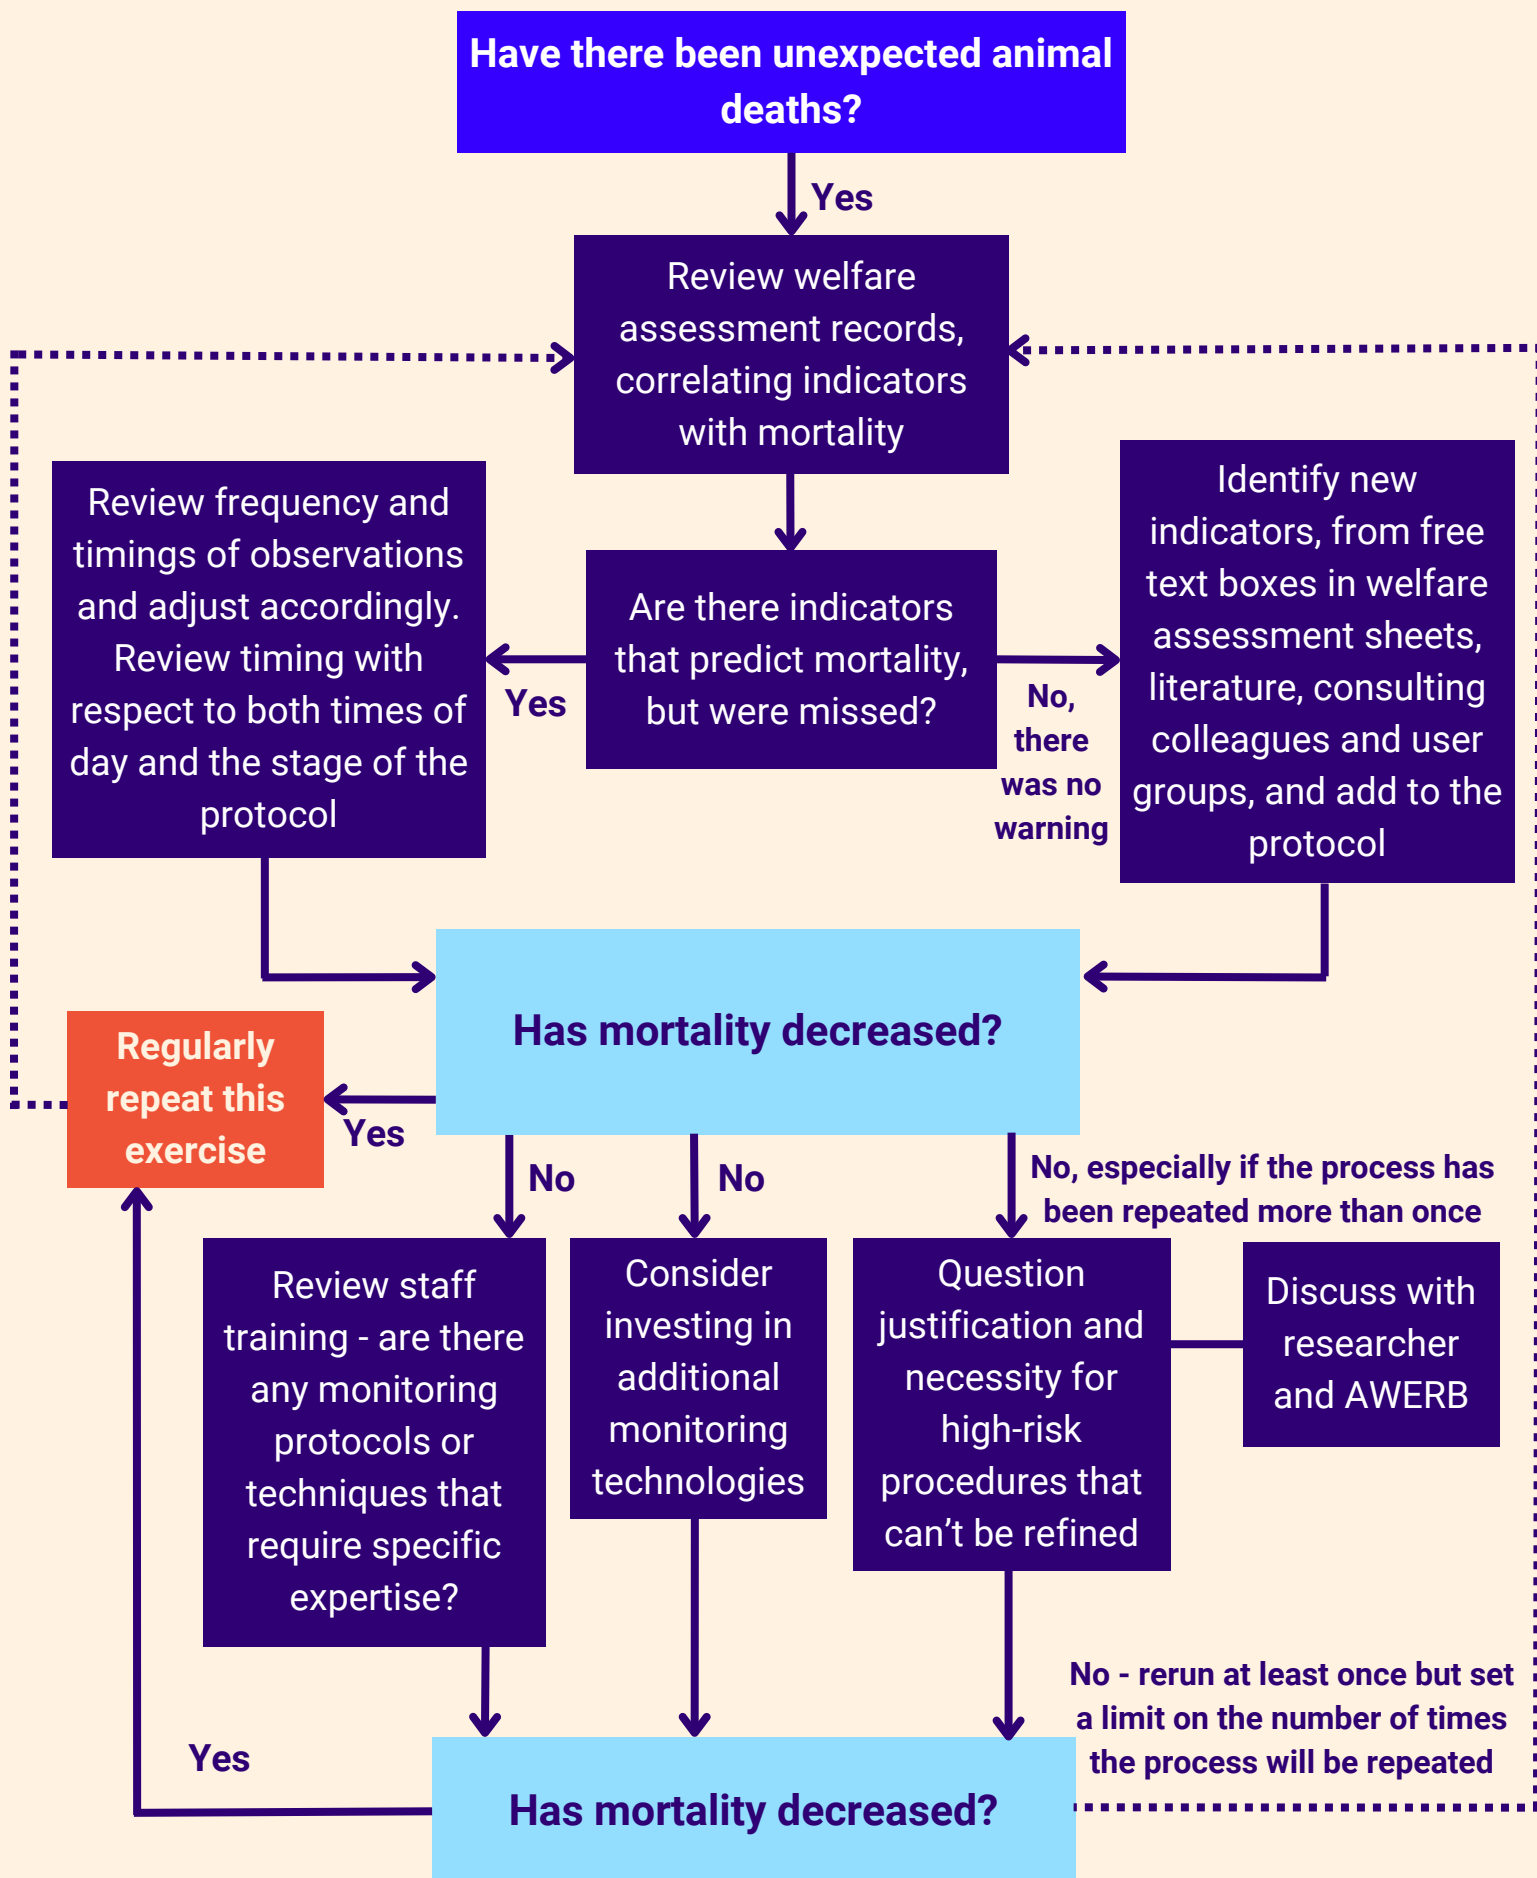 Have there been unexpected animal
deaths?
Yes
Review welfare
assessment records,
correlating indicators
with mortality
Review frequency and
timings of observations
and adjust accordingly.
Review timing with
respect to both times of
day and the stage of the
protocol
Yes
Are there indicators
that predict mortality,
but were missed?
No,
there
was no
warning
Identify new
indicators, from free
text boxes in welfare
assessment sheets,
literature, consulting
colleagues and user
groups, and add to the
protocol
Has mortality decreased?
Regularly
repeat this
exercise
Yes
No
No
No, especially if the process has
been repeated more than once
Review staff
training - are there
any monitoring
protocols or
techniques that
require specific
expertise?
Consider
investing in
additional
monitoring
technologies
Question
justification and
necessity for
high-risk
procedures that
can’t be refined
Discuss with
researcher
and AWERB
No - rerun at least once but set
a limit on the number of times
the process will be repeated
Yes
Has mortality decreased?